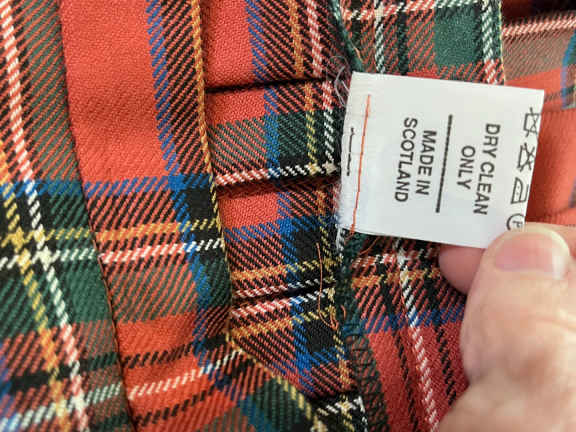 DRY CLEAN
ONLY
MADE IN
SCOTLAND
P